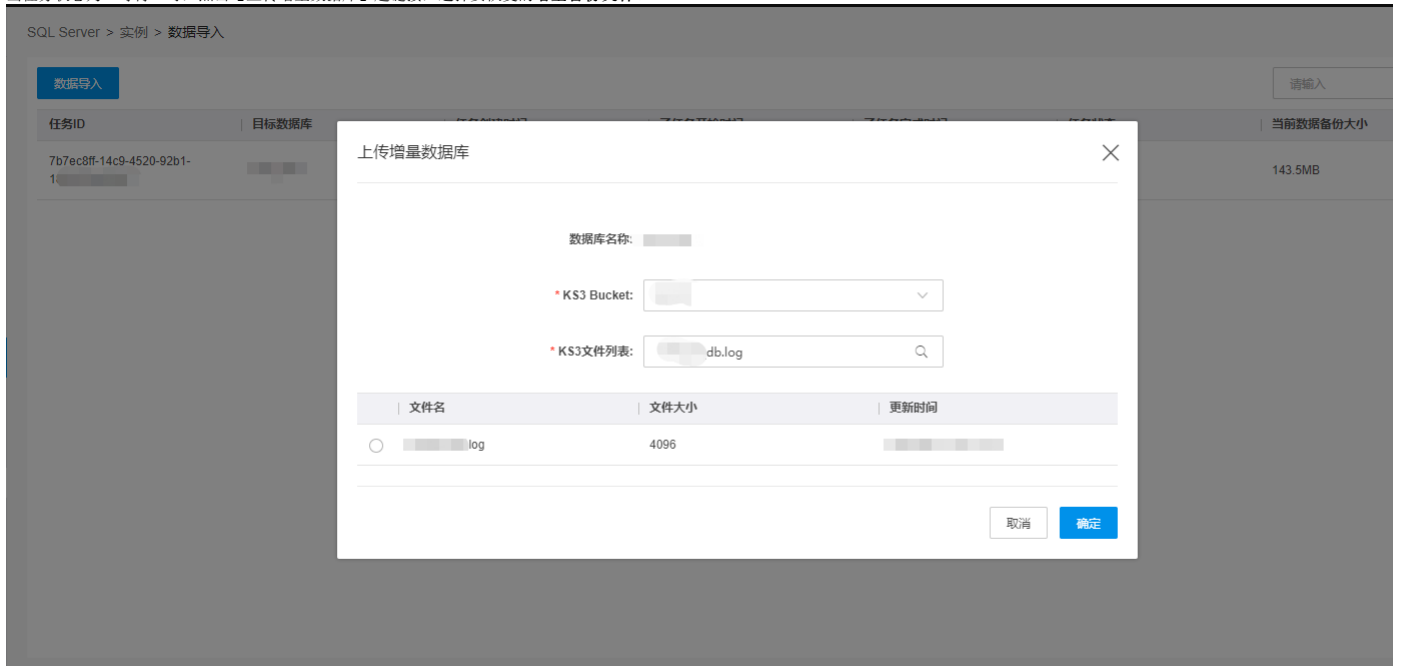 SQL Server > 实例 > 数据导入
数据导入
请输入
任务ID
目标数据库
当前数据备份大小
7b7ec8ff-14c9-4520-92b1-
143.5MB
上传增量数据库
数据库名称:
* KS3 Bucket:
* KS3文件列表:
db.log
文件名
文件大小
更新时间
log
4096
取消
确定